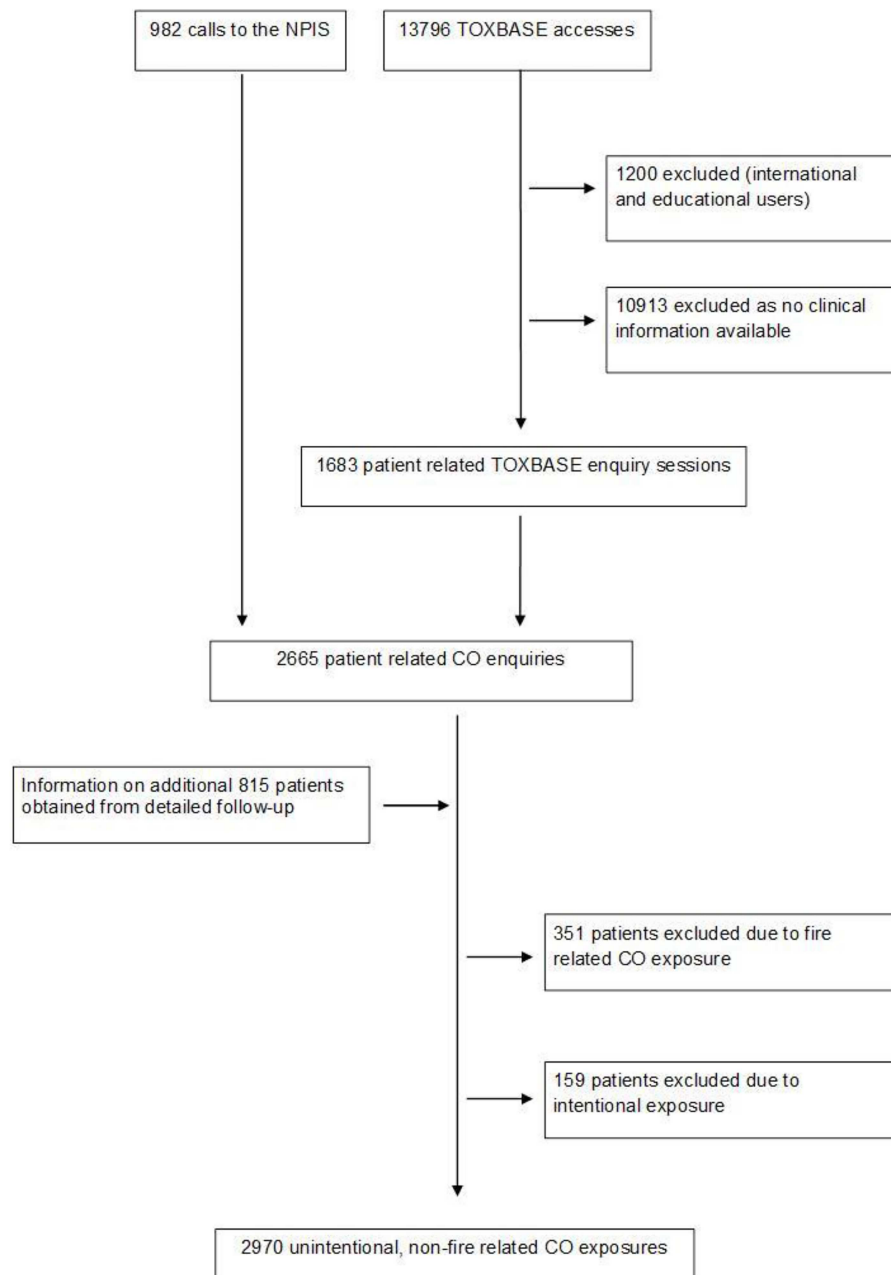 982 calls to the NPIS
13796 TOXBASE accesses
1200 excluded (international
and educational users)
10913 excluded as no clinical
information available
1683 patient related TOXBASE enquiry sessions
2665 patient related CO enquiries
Information on additional 815 patients
obtained from detailed follow-up
351 patients excluded due to fire
related CO exposure
159 patients excluded due to
intentional exposure
2970 unintentional, non-fire related CO exposures